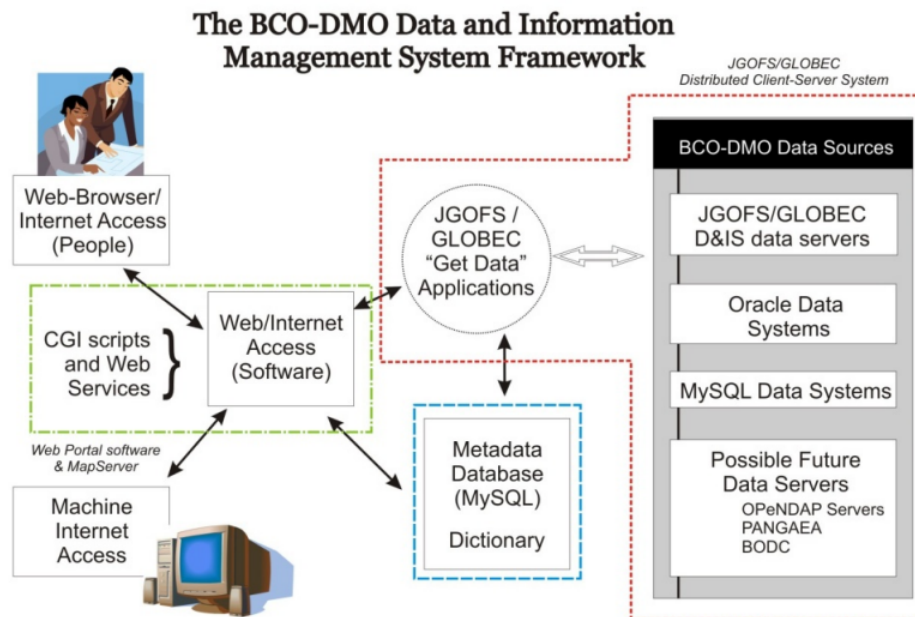 The BCO-DMO Data and Information
Management System Framework
JGOFS/GLOBEC
Distributed Client-Server System
Web-Browser/
Internet Access
(People)
CGI scripts
and Web
Services
}
Web/Internet
Access
(Software)
Web Portal software
& MapServer
Machine
Internet
Access
JGOFS /
GLOBEC
“Get Data”
Applications
Metadata
Database
(MySQL)
Dictionary
BCO-DMO Data Sources
JGOFS/GLOBEC
D&IS data servers
Oracle Data
Systems
MySQL Data Systems
Possible Future
Data Servers
OPeNDAP Servers
PANGAEA
BODC